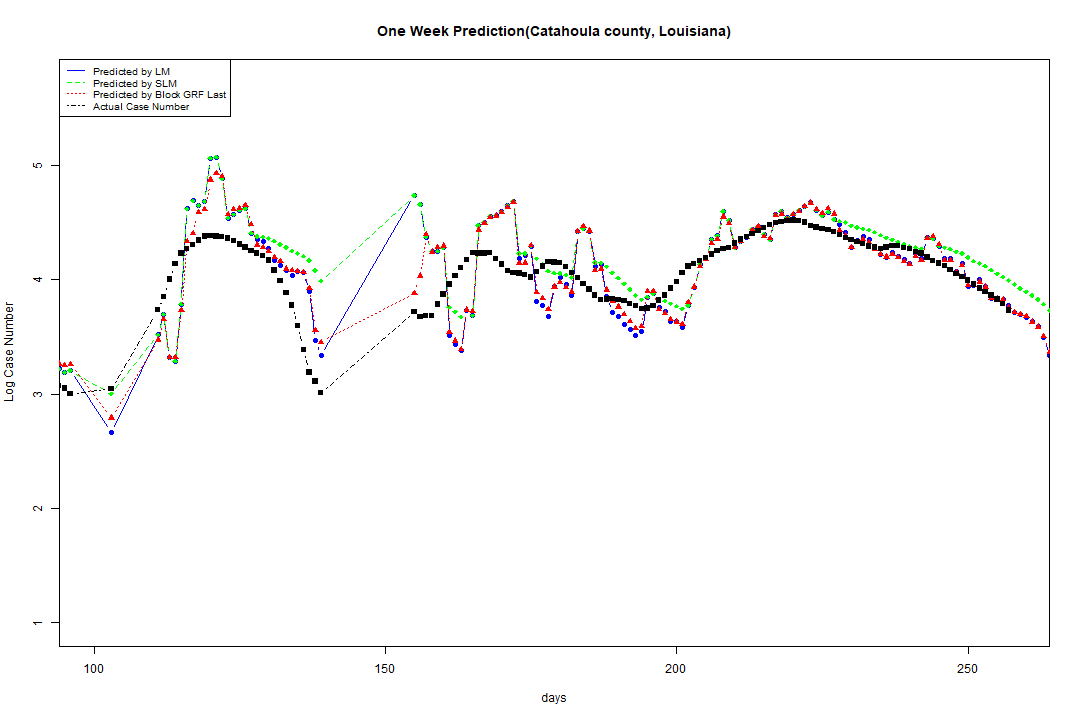 One Week Prediction(Catahoula county, Louisiana)
Predicted by LM
Predicted by SLM
Predicted by Block GRF Last
Actual Case Number
5
4
3
2
1
Log Case Number
100 150 200 250
days